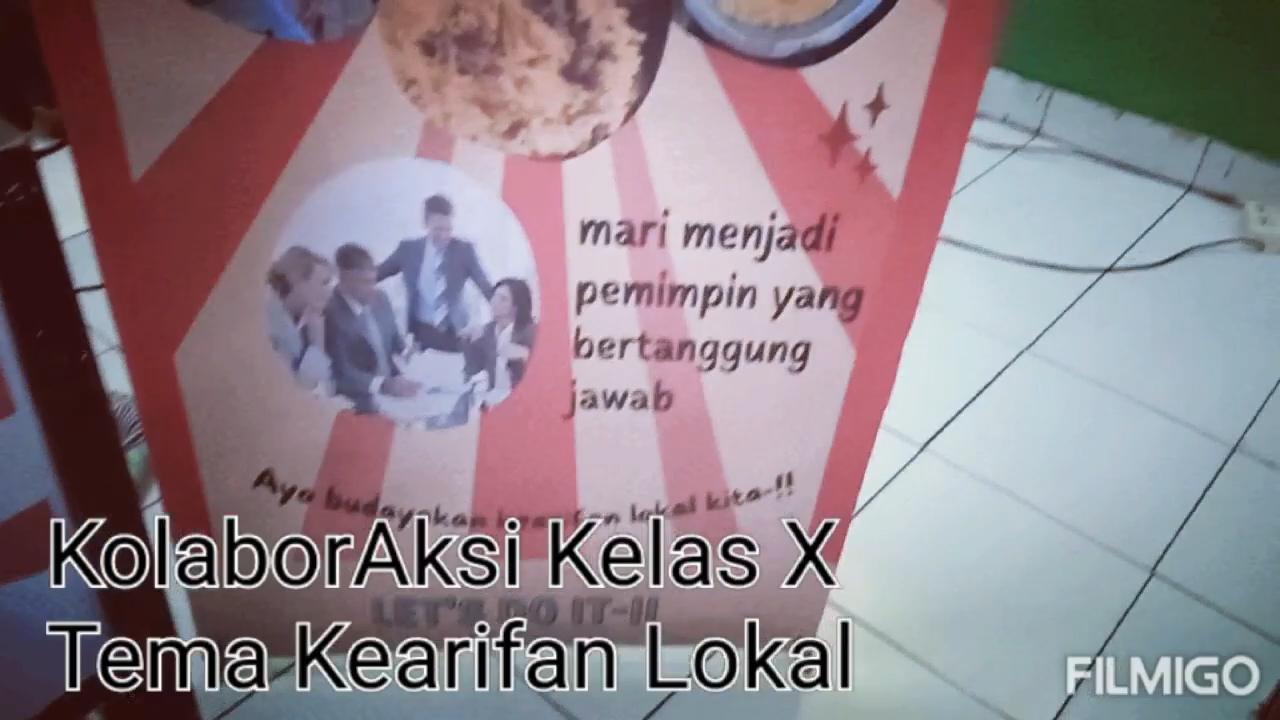 mari menjadi
pemimpin yang
bertanggung
jawab
Ayo budayakan kearifan lokal kita-!!
KolaborAksi Kelas X
LET'S DO IT-!!
Tema Kearifan Lokal
FILMIGO